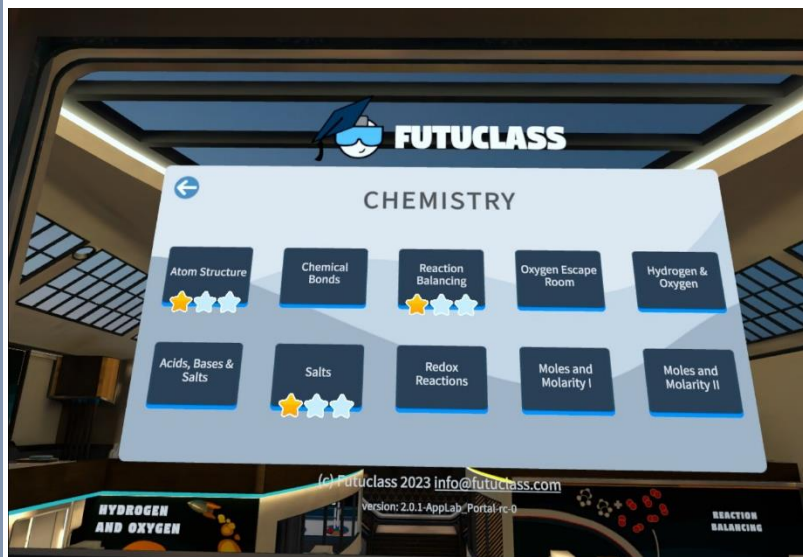 FUTUCLASS
CHEMISTRY
Atom Structure
Chemical
Bonds
Reaction
Balancing
Oxygen Escape
Room
Hydrogen &
Oxygen
Acids, Bases &
Salts
Salts
Redox
Reactions
Moles and
Molarity I
Moles and
Molarity II
(c) Futuclass 2023 info@futuclass.com
version: 2.0.1-AppLab_Portal-rc-0
HYDROGEN
AND OXYGEN
REACTION
BALANCING